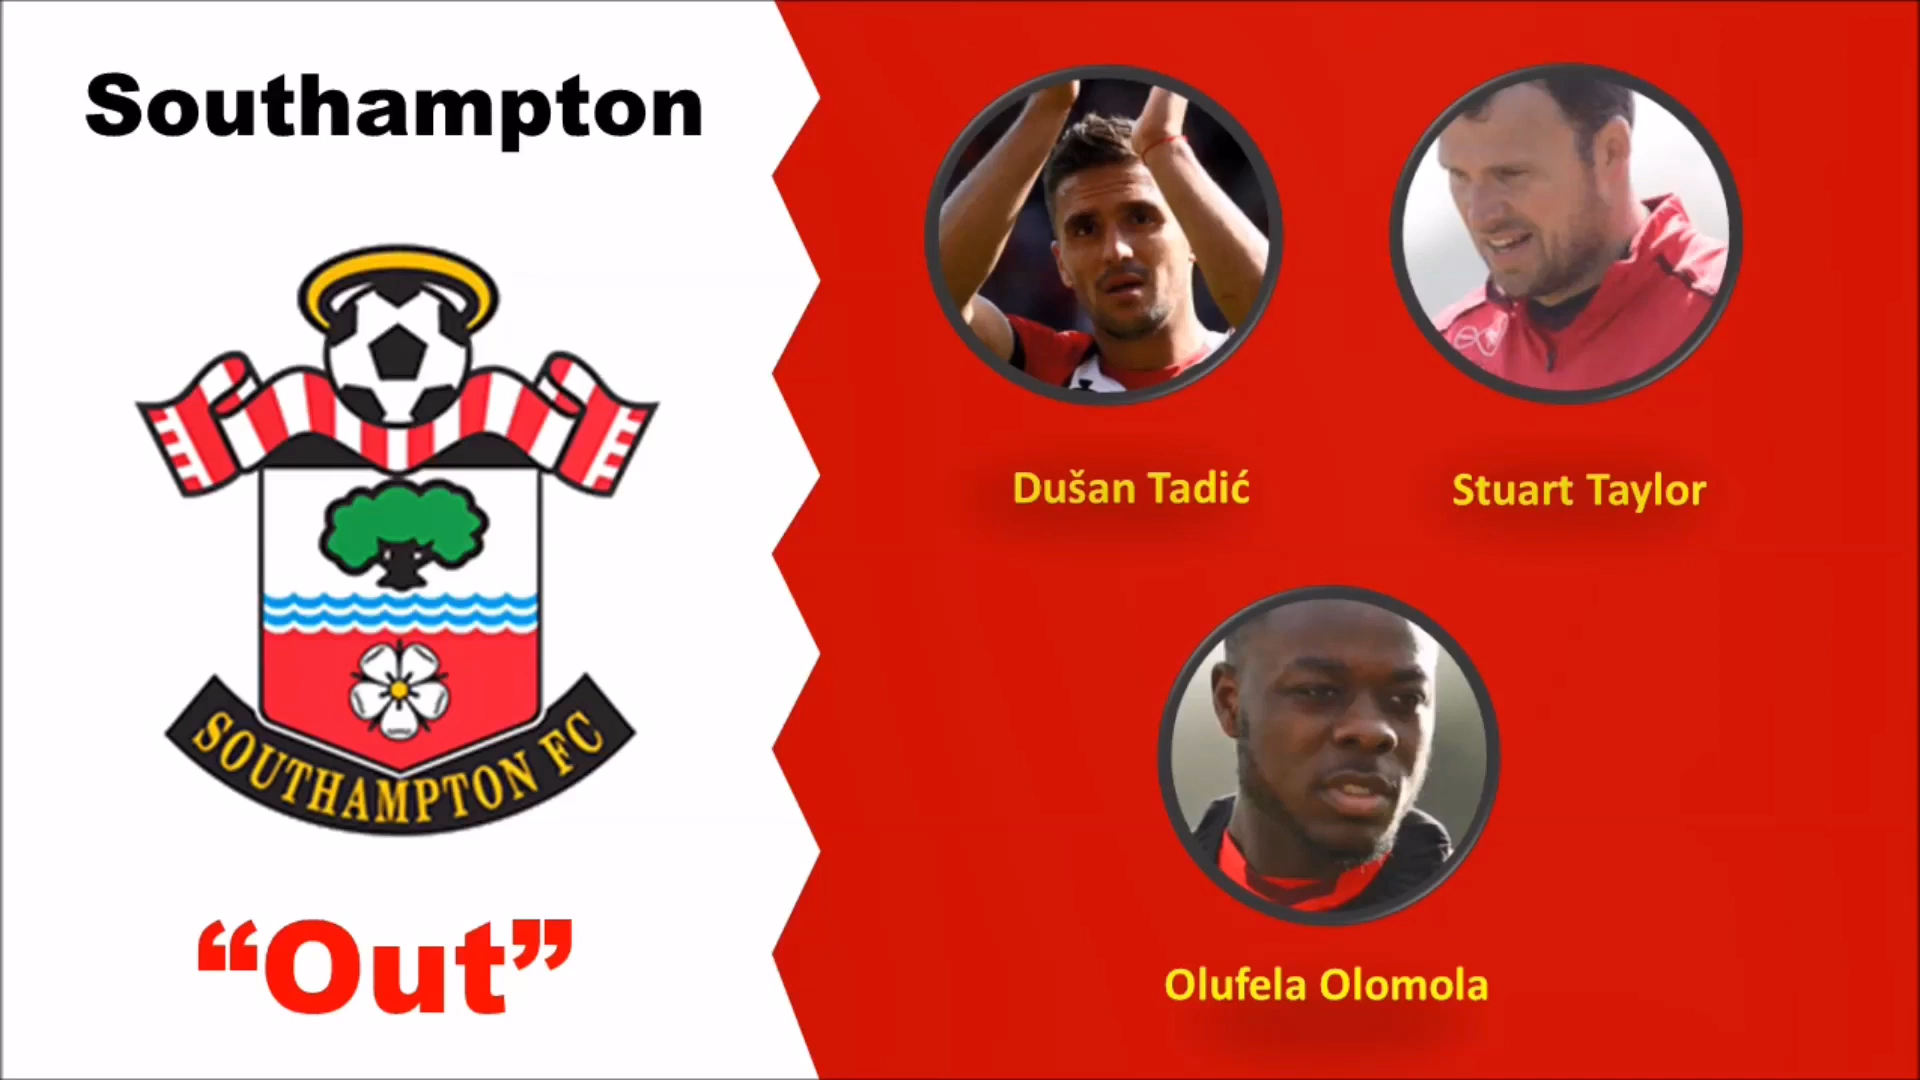 Southampton
SOUTHAMPTON FC
“Out”
Dušan Tadić
Stuart Taylor
Olufela Olomola